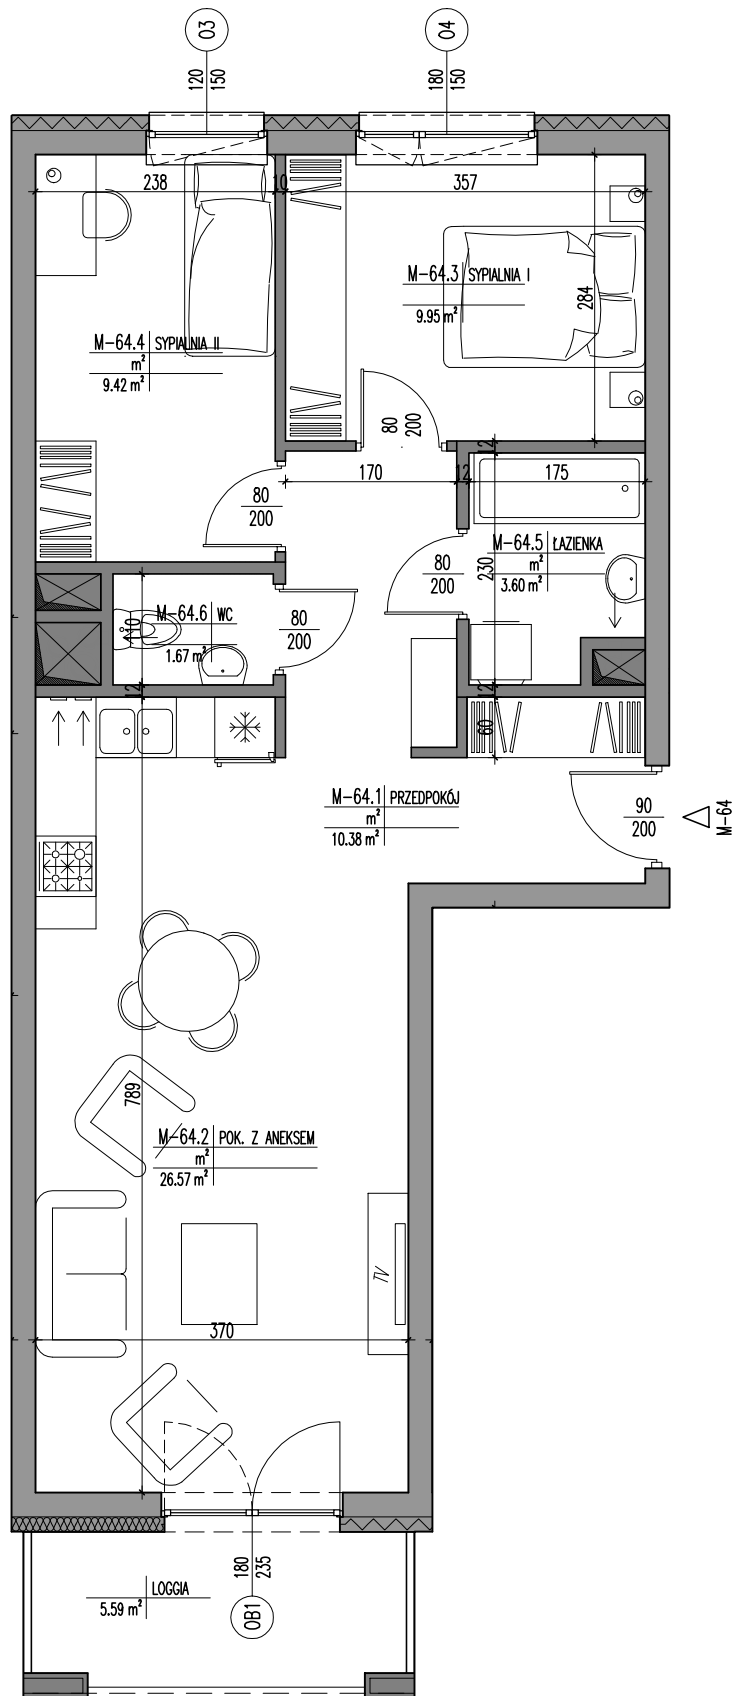 03
04
120
150
180
150
238
10
357
M-64.3 SYPIALNIA I
9.95 m²
284
M-64.4 SYPIALNIA II
m²
9.42 m²
80
200
12
170
12
175
80
200
M-64.5 ŁAZIENKA
m²
3.60 m²
80
200
230
M-64.6 WC
1.67 m²
110
80
200
12
12
60
M-64.1 PRZEDPOKÓJ
m²
10.38 m²
90
200
M-64
789
M-64.2 POK. Z ANEKSEM
m²
26.57 m²
TV
370
180
235
LOGGIA
5.59 m²
OB1